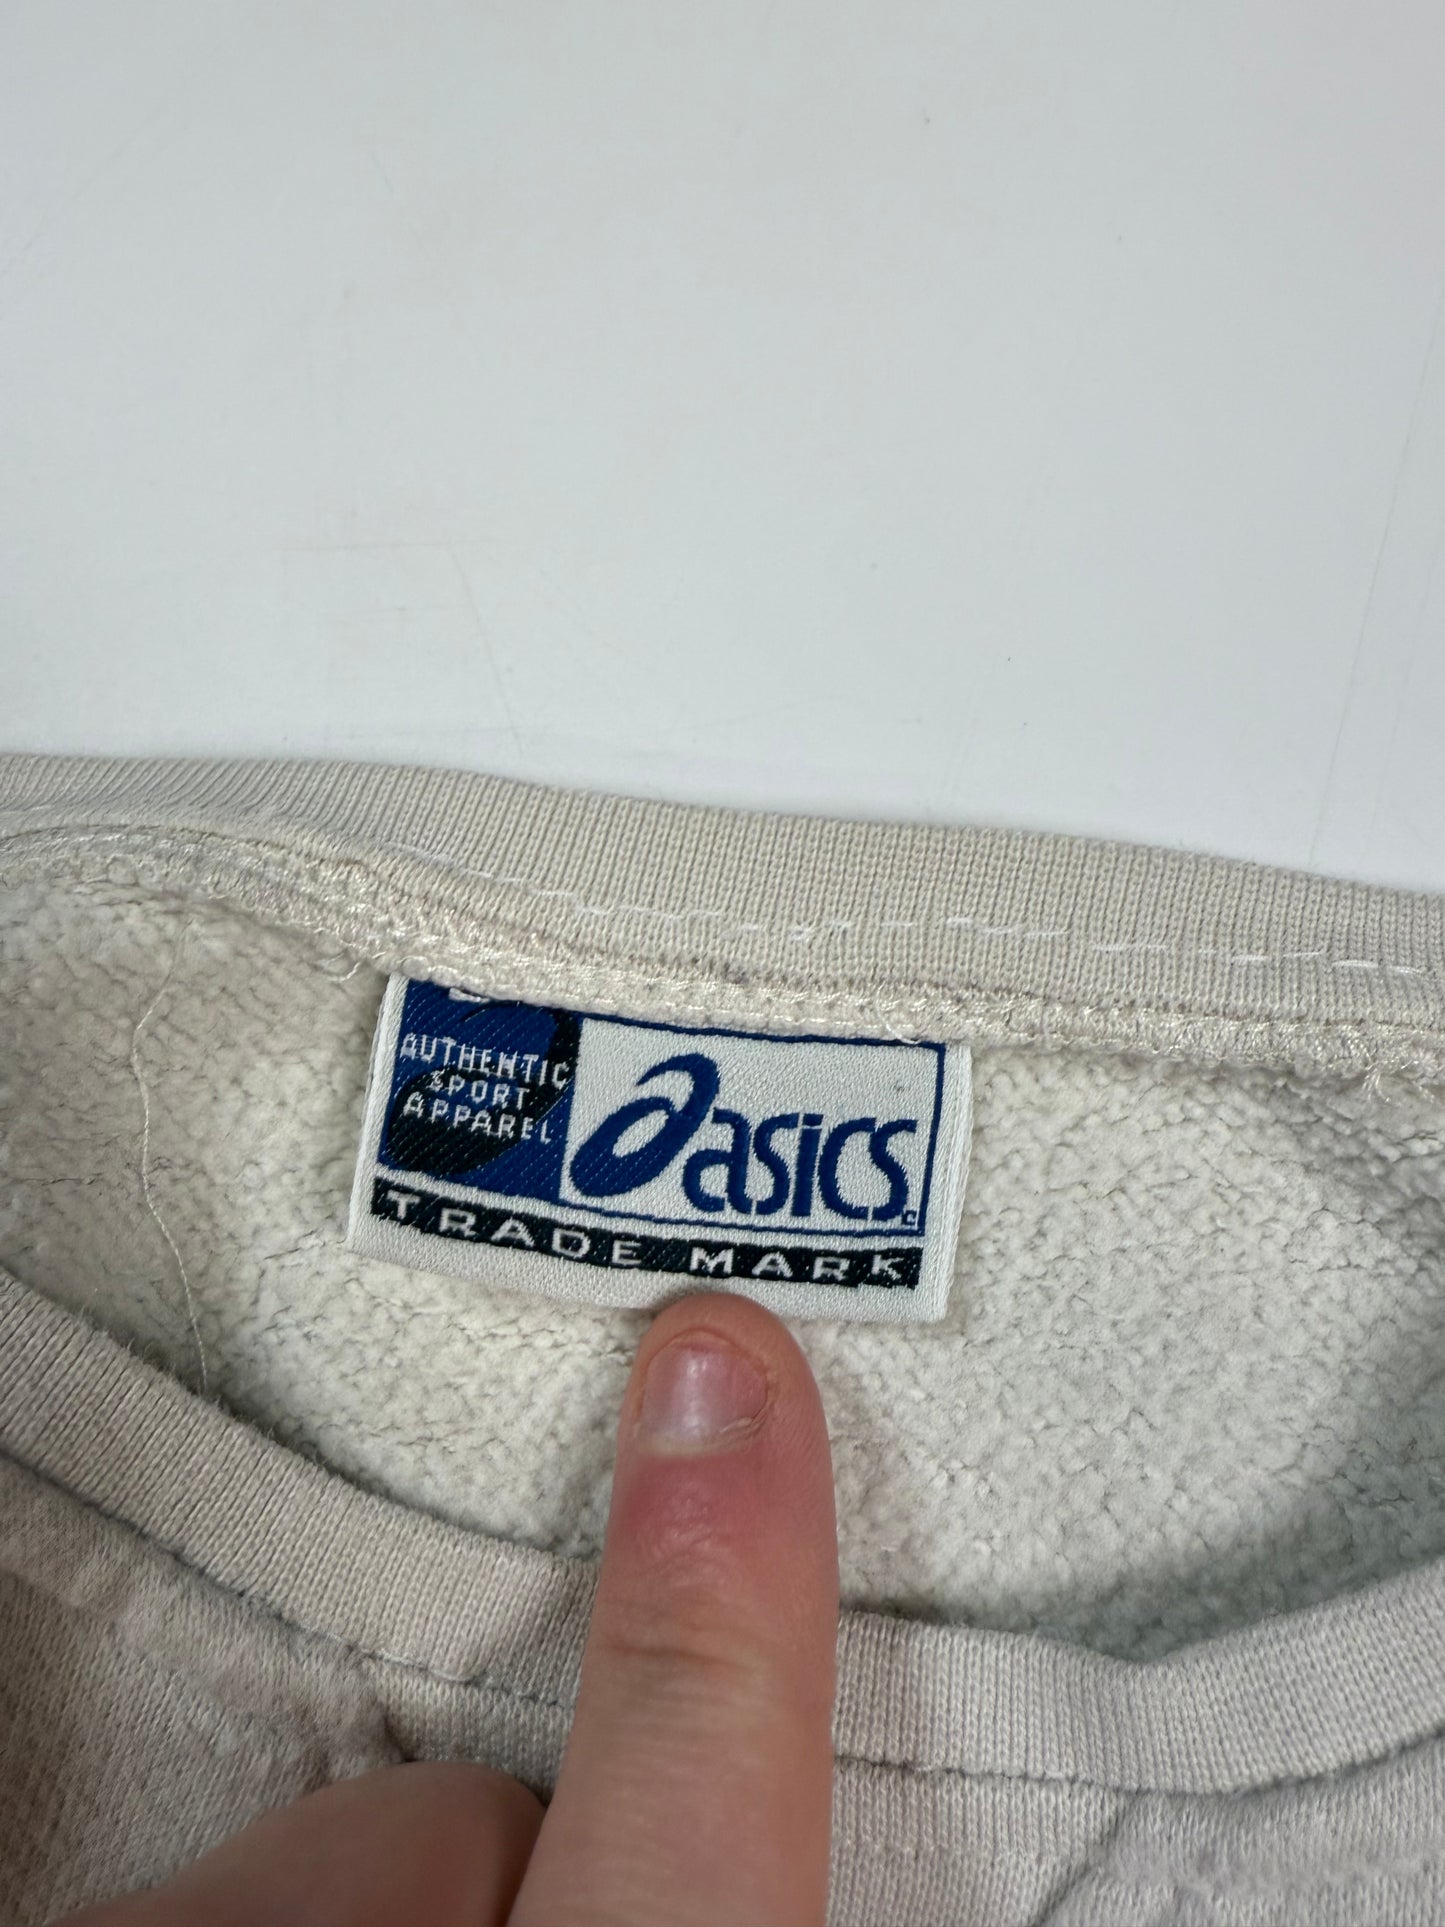 AUTHENTIC
SPORT
APPAREL
asics
TRADE MARK